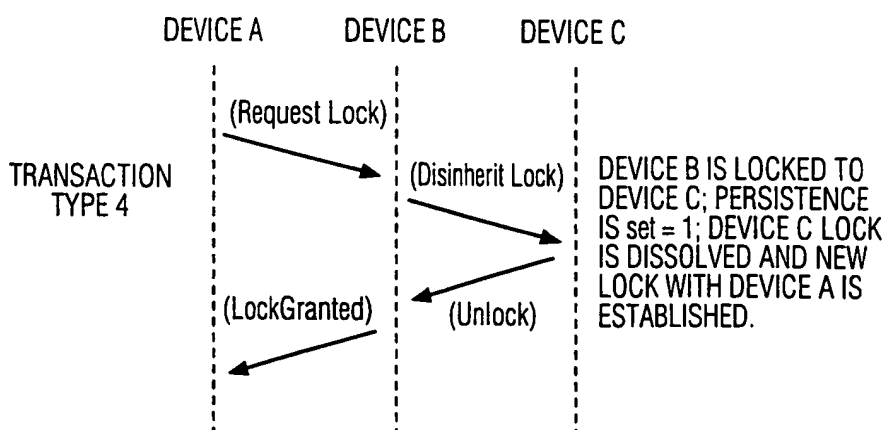 DEVICE A DEVICE B DEVICE C
(Request Lock)
TRANSACTION
TYPE 4
(Disinherit Lock)
DEVICE B IS LOCKED TO
DEVICE C; PERSISTENCE
IS set = 1; DEVICE C LOCK
IS DISSOLVED AND NEW
LOCK WITH DEVICE A IS
ESTABLISHED.
(LockGranted)
(Unlock)